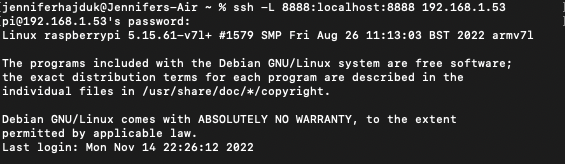 [jenniferhajduk@Jennifers-Air ~ % ssh -L 8888:localhost:8888 192.168.1.53 ]
[pi@192.168.1.53's password: ]
Linux raspberrypi 5.15.61-v7l+ #1579 SMP Fri Aug 26 11:13:03 BST 2022 armv7l
The programs included with the Debian GNU/Linux system are free software;
the exact distribution terms for each program are described in the
individual files in /usr/share/doc/*/copyright.
Debian GNU/Linux comes with ABSOLUTELY NO WARRANTY, to the extent
permitted by applicable law.
Last login: Mon Nov 14 22:26:12 2022